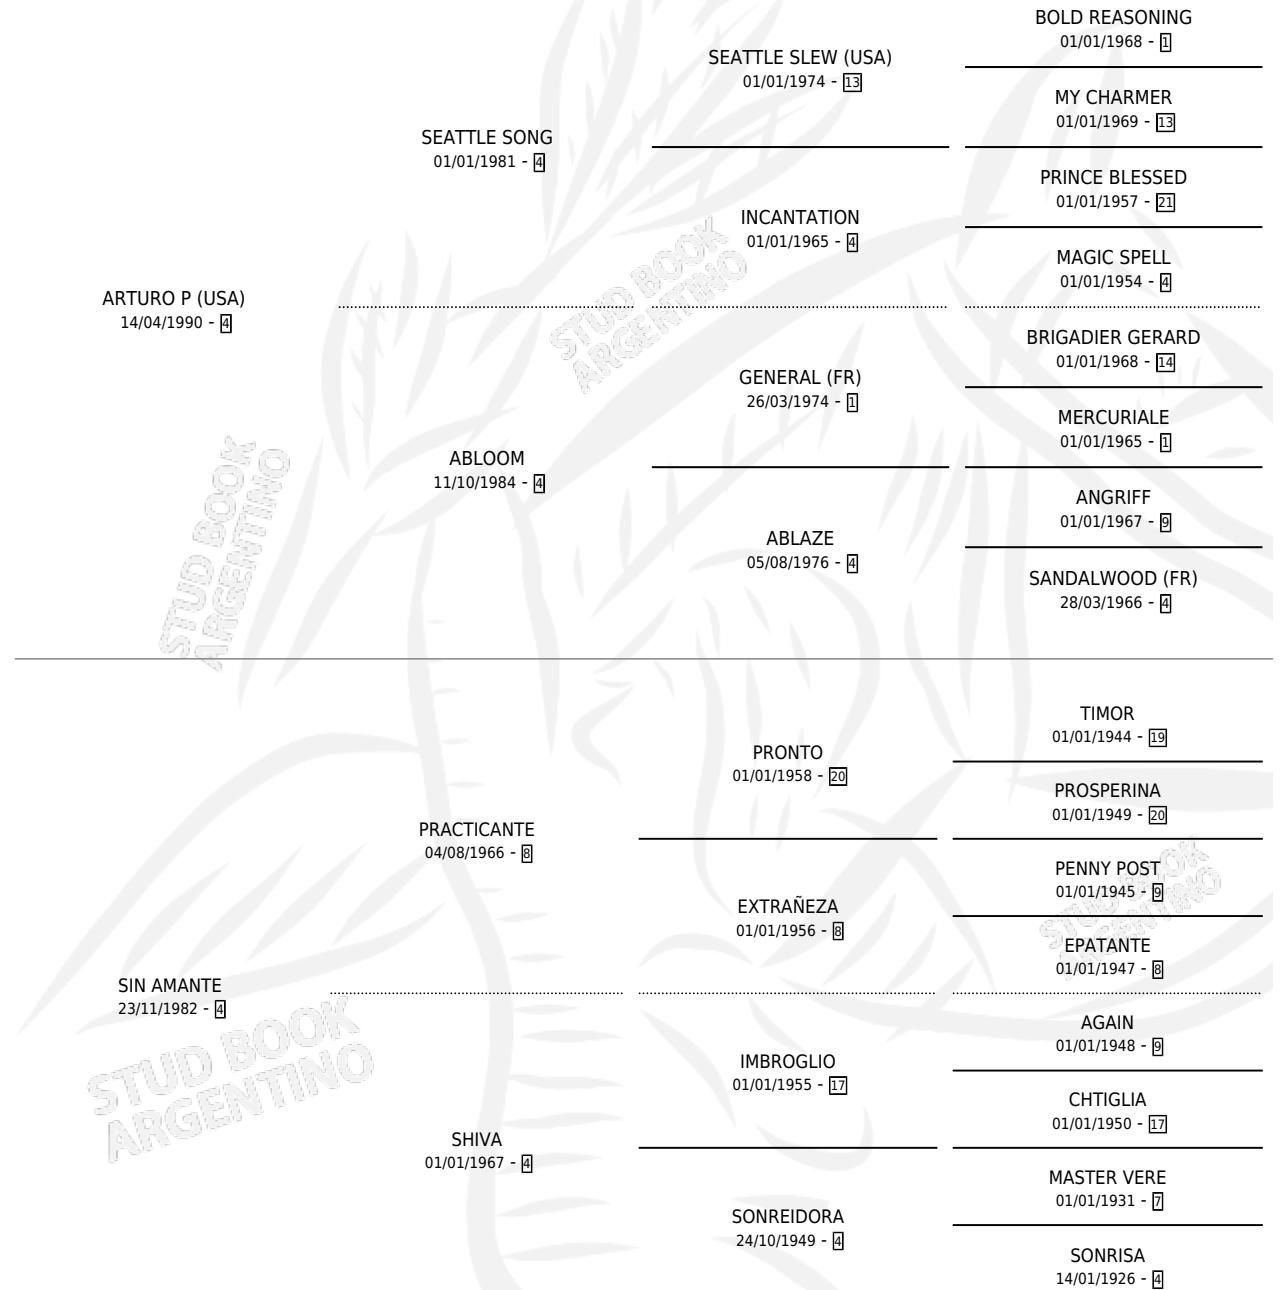 BOLD REASONING
01/01/1968 - 1
SEATTLE SLEW (USA)
01/01/1974 - 13
MY CHARMER
01/01/1969 - 13
SEATTLE SONG
01/01/1981 - 4
PRINCE BLESSED
01/01/1957 - 21
INCANTATION
01/01/1965 - 4
MAGIC SPELL
01/01/1954 - 4
ARTURO P (USA)
14/04/1990 - 4
BRIGADIER GERARD
01/01/1968 - 14
GENERAL (FR)
26/03/1974 - 1
MERCURIALE
01/01/1965 - 1
ABLOOM
11/10/1984 - 4
ANGRIFF
01/01/1967 - 9
ABLAZE
05/08/1976 - 4
SANDALWOOD (FR)
28/03/1966 - 4
TIMOR
01/01/1944 - 19
PRONTO
01/01/1958 - 20
PROSPERINA
01/01/1949 - 20
PRACTICANTE
04/08/1966 - 8
PENNY POST
01/01/1945 - 9
EXTRAÑEZA
01/01/1956 - 8
EPATANTE
01/01/1947 - 8
SIN AMANTE
23/11/1982 - 4
AGAIN
01/01/1948 - 9
IMBROGLIO
01/01/1955 - 17
CHTIGLIA
01/01/1950 - 17
SHIVA
01/01/1967 - 4
MASTER VERE
01/01/1931 - 7
SONREIDORA
24/10/1949 - 4
SONRISA
14/01/1926 - 4
STUD BOOK
ARGENTINO
STUD BOOK
ARGENTINO
STUD BOOK
ARGENTINO
STUD BOOK
ARGENTINO